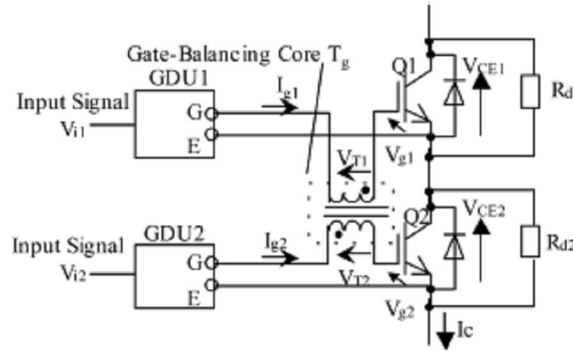 Gate-Balancing Core Tg
GDU1
Input Signal
Vi1
G
E
Ig1
VT1
Q1
Vg1
VCE1
Rd
GDU2
Input Signal
Vi2
G
E
Ig2
VT2
Q2
Vg2
VCE2
Rd2
Ic